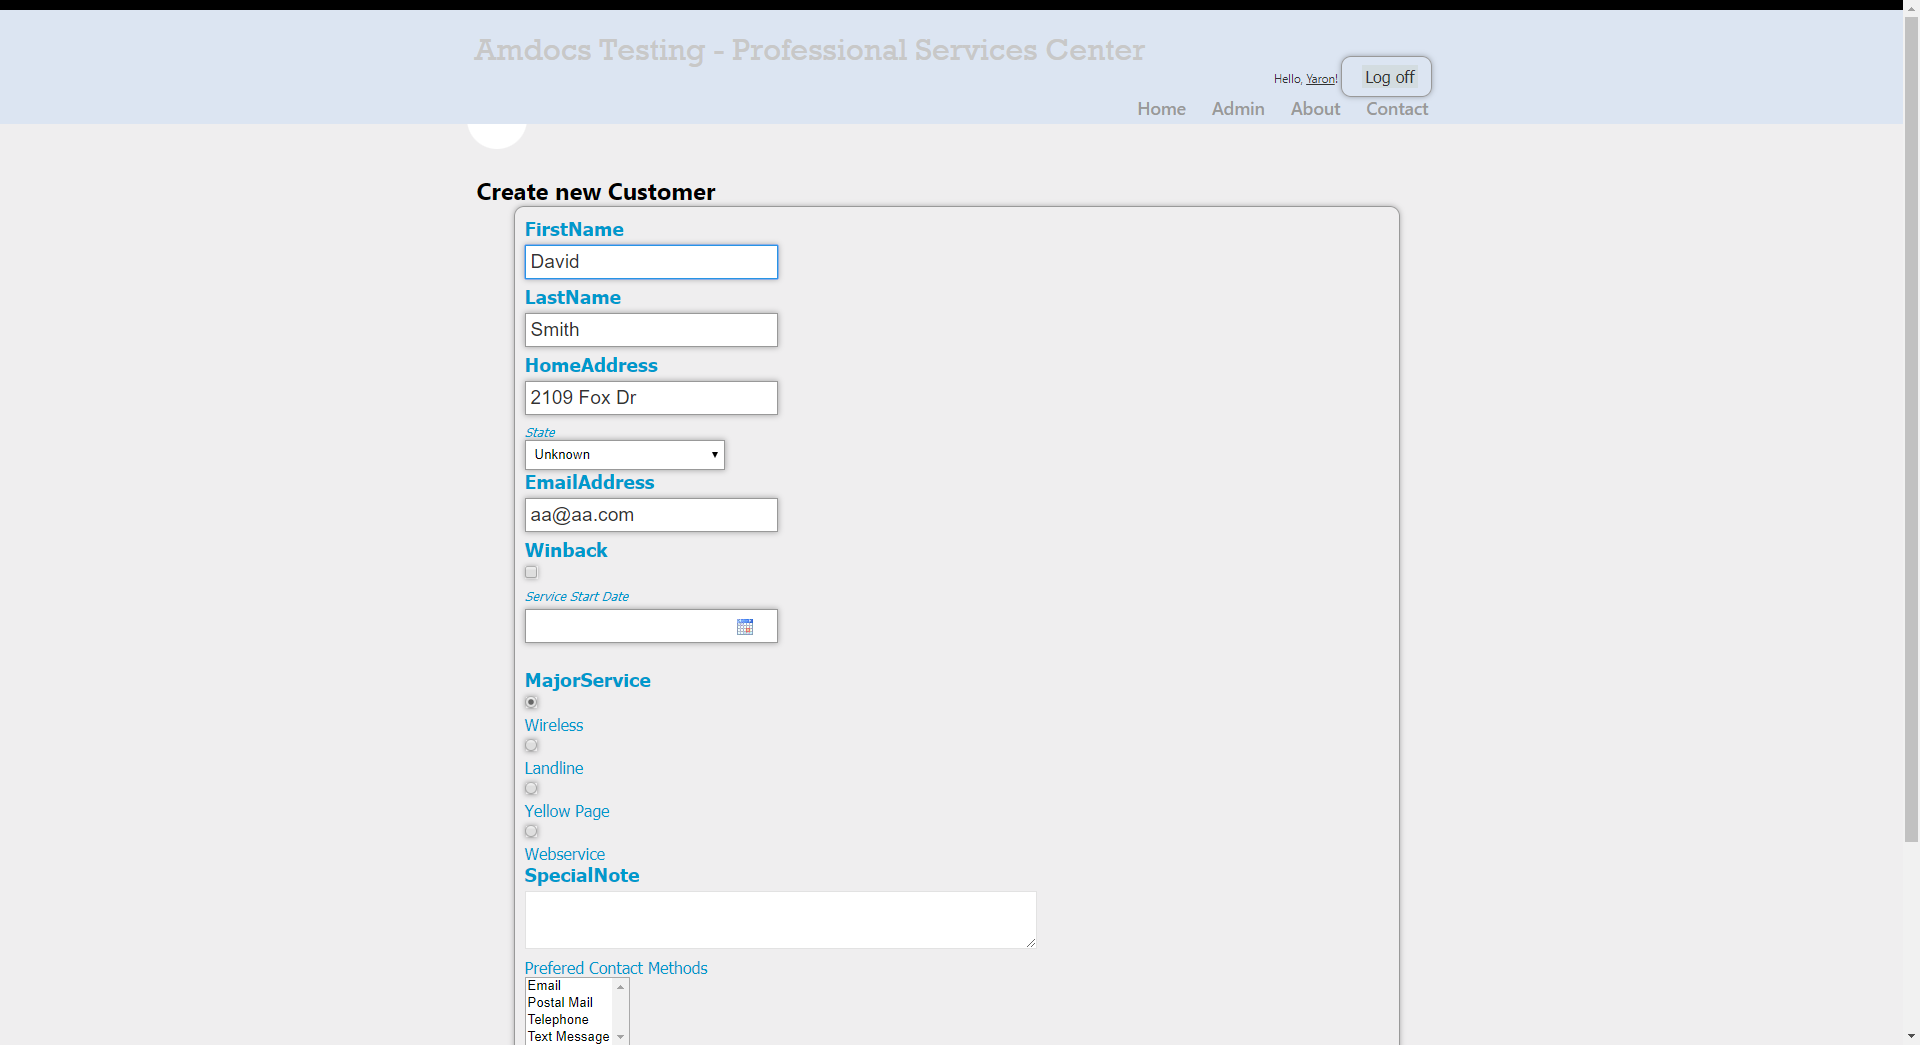 Amdocs Testing - Professional Services Center
Hello, Yaron!
Log off
Home Admin About Contact
Create new Customer
FirstName
David
LastName
Smith
HomeAddress
2109 Fox Dr
State
Unknown
EmailAddress
aa@aa.com
Winback
Service Start Date
MajorService
Wireless
Landline
Yellow Page
Webservice
SpecialNote
Prefered Contact Methods
Email
Postal Mail
Telephone
Text Message